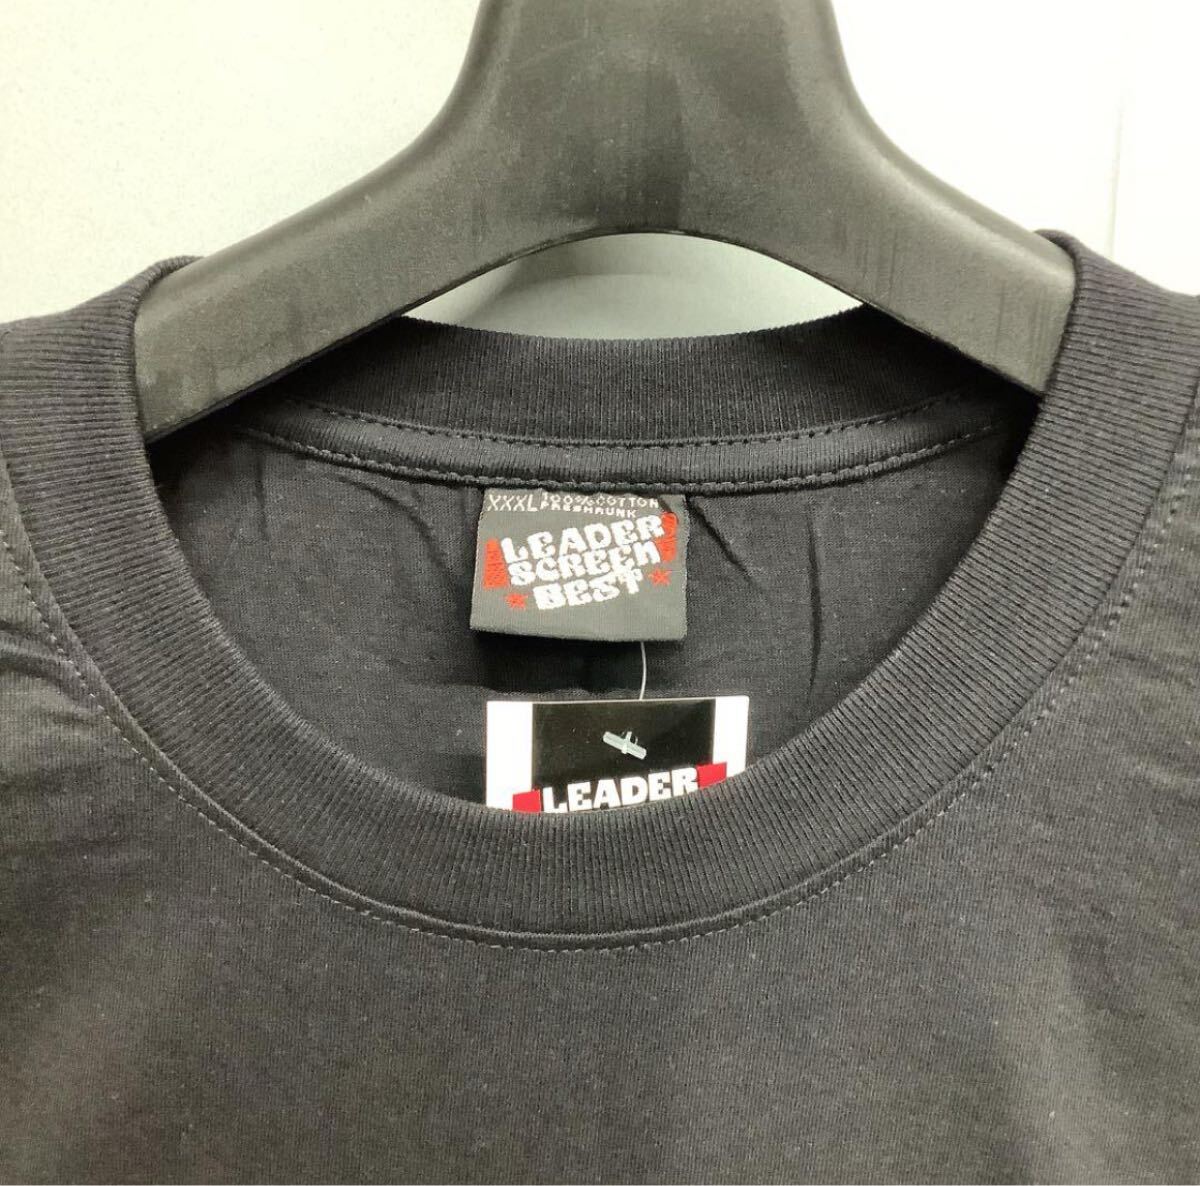 XXXL 100% COTTON
PRESHRUNK
LEADER
SCREEN
BEST
LEADER